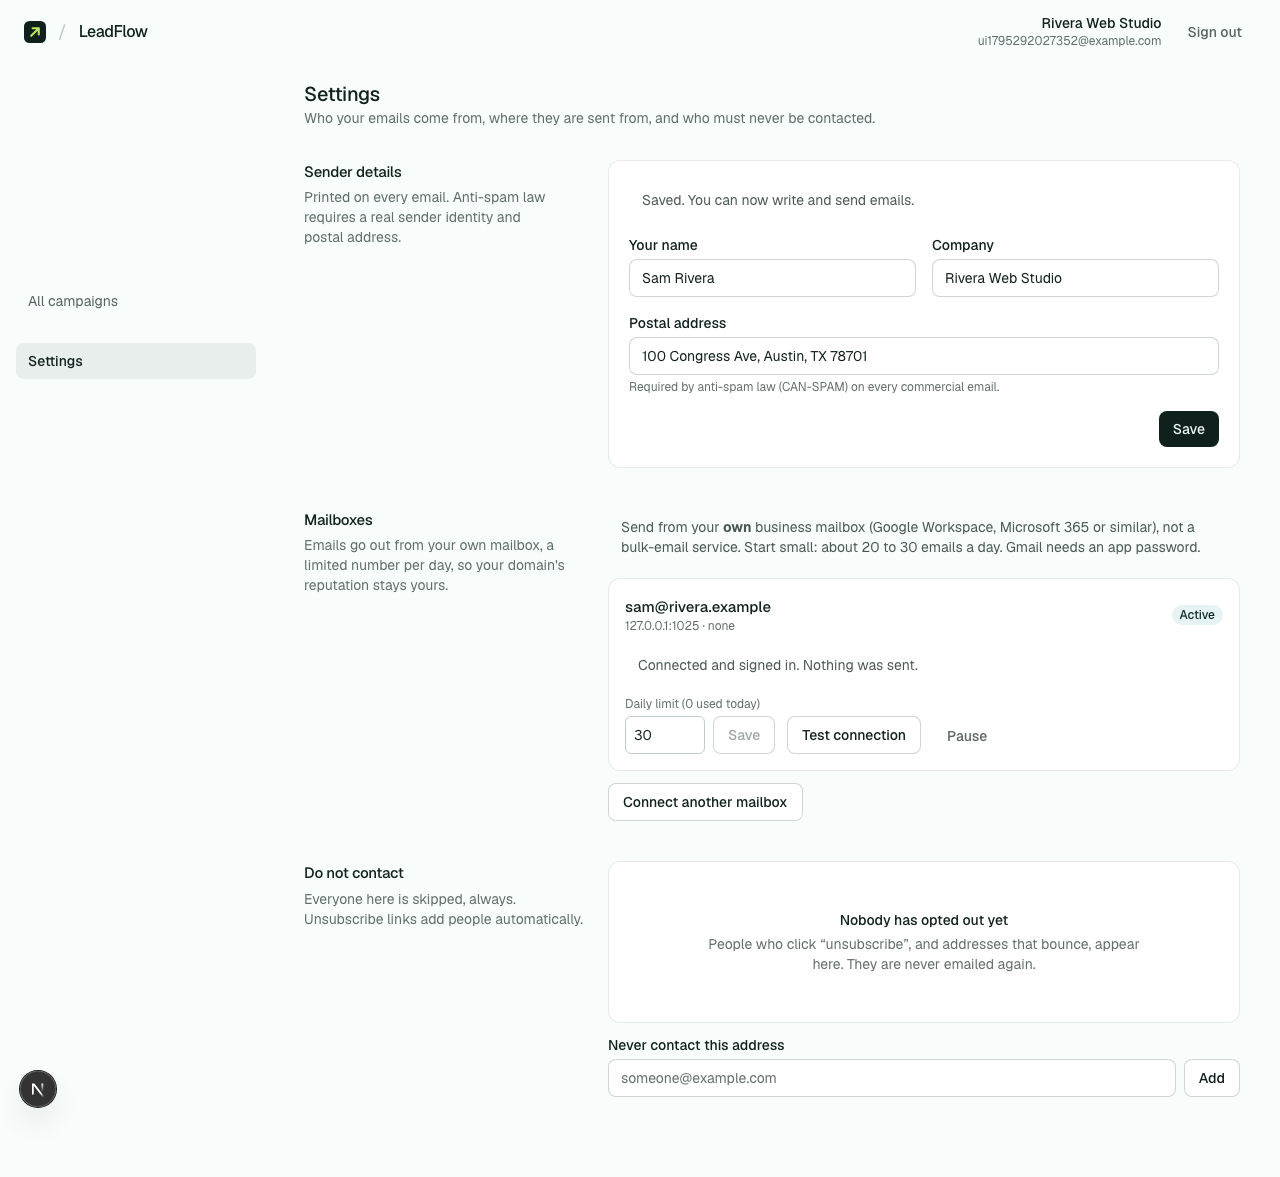 / LeadFlow
Rivera Web Studio
ui1795292027352@example.com
Sign out
All campaigns
Settings
Settings
Who your emails come from, where they are sent from, and who must never be contacted.
Sender details
Printed on every email. Anti-spam law
requires a real sender identity and
postal address.
Saved. You can now write and send emails.
Your name
Sam Rivera
Company
Rivera Web Studio
Postal address
100 Congress Ave, Austin, TX 78701
Required by anti-spam law (CAN-SPAM) on every commercial email.
Save
Mailboxes
Emails go out from your own mailbox, a
limited number per day, so your domain's
reputation stays yours.
Send from your own business mailbox (Google Workspace, Microsoft 365 or similar), not a
bulk-email service. Start small: about 20 to 30 emails a day. Gmail needs an app password.
sam@rivera.example
127.0.0.1:1025 · none
Active
Connected and signed in. Nothing was sent.
Daily limit (0 used today)
30
Save
Test connection
Pause
Connect another mailbox
Do not contact
Everyone here is skipped, always.
Unsubscribe links add people automatically.
Nobody has opted out yet
People who click “unsubscribe”, and addresses that bounce, appear
here. They are never emailed again.
Never contact this address
someone@example.com
Add
N